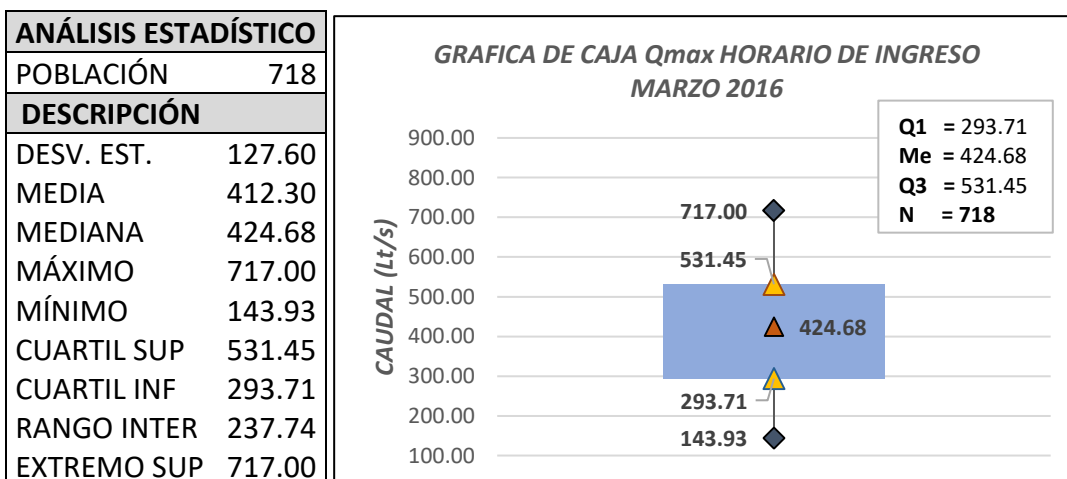 ANÁLISIS ESTADÍSTICO
POBLACIÓN 718
DESCRIPCIÓN
DESV. EST. 127.60
MEDIA 412.30
MEDIANA 424.68
MÁXIMO 717.00
MÍNIMO 143.93
CUARTIL SUP 531.45
CUARTIL INF 293.71
RANGO INTER 237.74
EXTREMO SUP 717.00
GRAFICA DE CAJA Qmax HORARIO DE INGRESO
MARZO 2016
Q1 = 293.71
Me = 424.68
Q3 = 531.45
N = 718
CAUDAL (Lt/s)
900.00
800.00
700.00
600.00
500.00
400.00
300.00
200.00
100.00
717.00
531.45
424.68
293.71
143.93